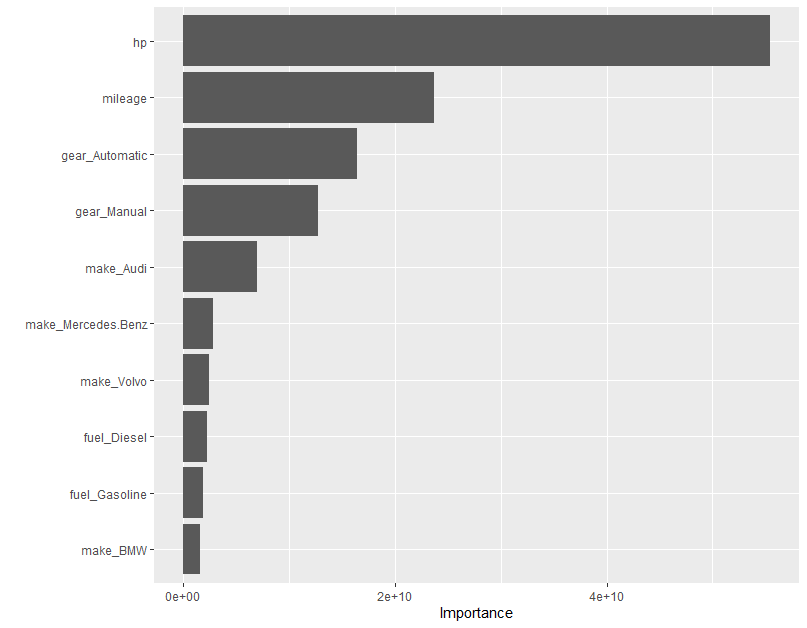 hp
mileage
gear_Automatic
gear_Manual
make_Audi
make_Mercedes.Benz
make_Volvo
fuel_Diesel
fuel_Gasoline
make_BMW
0e+00 2e+10 4e+10
Importance